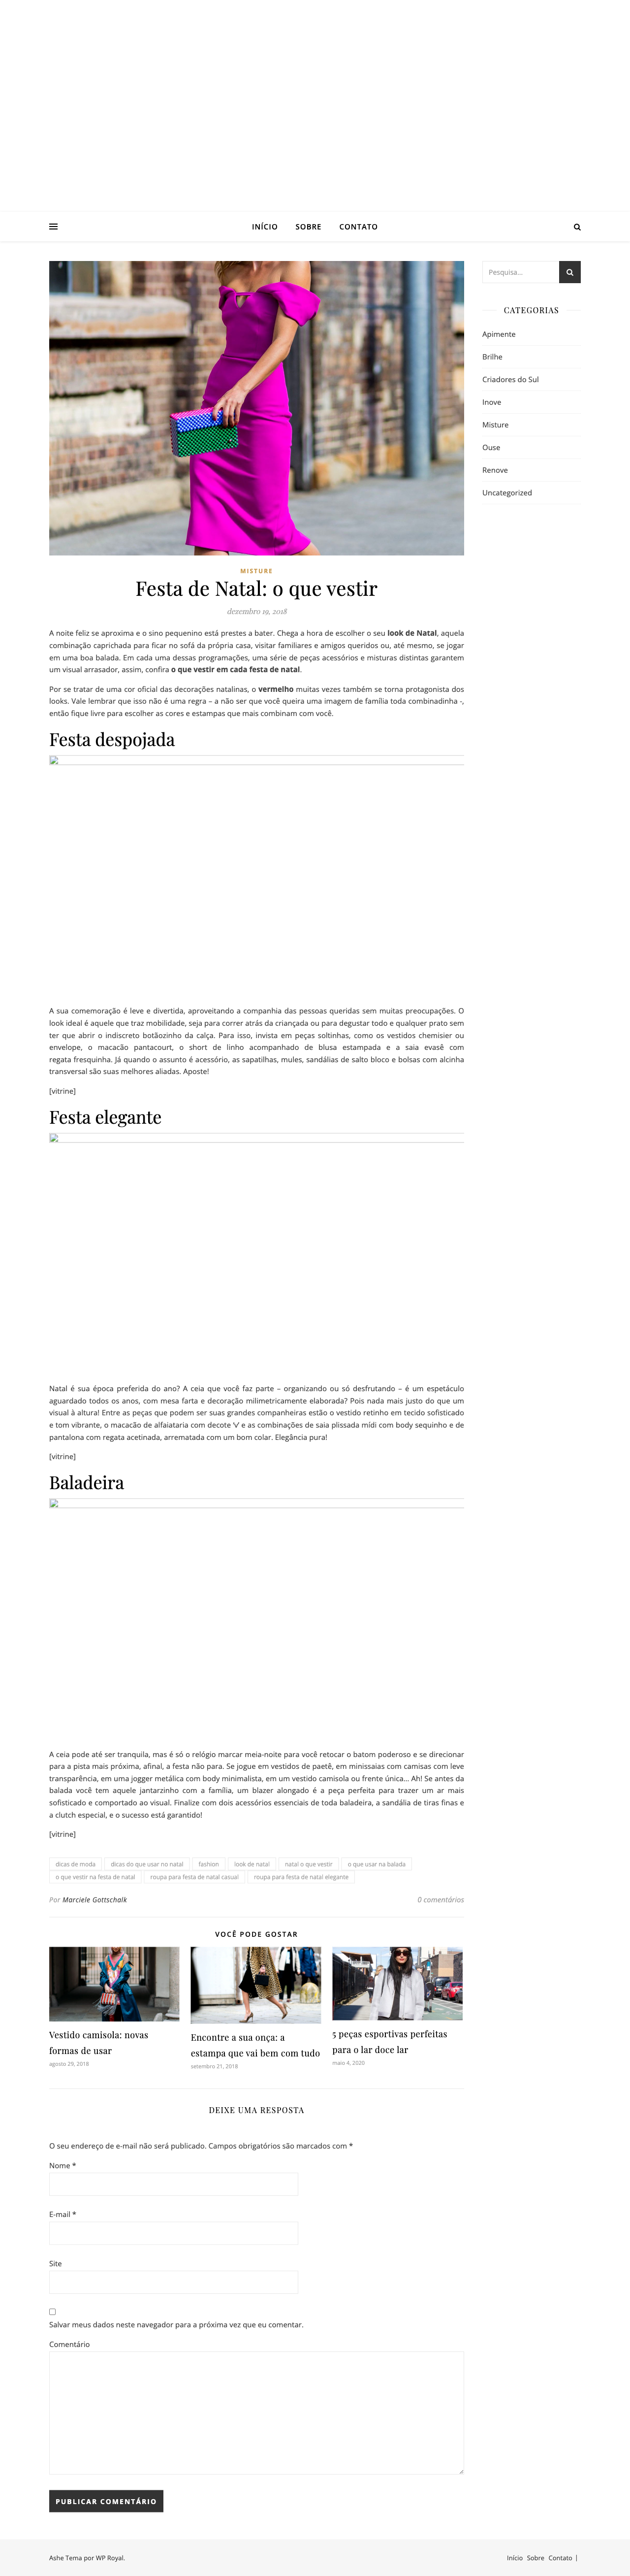 INÍCIO SOBRE CONTATO
Pesquisa...
CATEGORIAS
Apimente
Brilhe
Criadores do Sul
Inove
Misture
Ouse
Renove
Uncategorized
MISTURE
Festa de Natal: o que vestir
dezembro 19, 2018
A noite feliz se aproxima e o sino pequenino está prestes a bater. Chega a hora de escolher o seu look de Natal, aquela
combinação caprichada para ficar no sofá da própria casa, visitar familiares e amigos queridos ou, até mesmo, se jogar
em uma boa balada. Em cada uma dessas programações, uma série de peças acessórios e misturas distintas garantem
um visual arrasador, assim, confira o que vestir em cada festa de natal.
Por se tratar de uma cor oficial das decorações natalinas, o vermelho muitas vezes também se torna protagonista dos
looks. Vale lembrar que isso não é uma regra – a não ser que você queira uma imagem de família toda combinadinha -,
então fique livre para escolher as cores e estampas que mais combinam com você.
Festa despojada
A sua comemoração é leve e divertida, aproveitando a companhia das pessoas queridas sem muitas preocupações. O
look ideal é aquele que traz mobilidade, seja para correr atrás da criançada ou para degustar todo e qualquer prato sem
ter que abrir o indiscreto botãozinho da calça. Para isso, invista em peças soltinhas, como os vestidos chemisier ou
envelope, o macacão pantacourt, o short de linho acompanhado de blusa estampada e a saia evasê com
regata fresquinha. Já quando o assunto é acessório, as sapatilhas, mules, sandálias de salto bloco e bolsas com alcinha
transversal são suas melhores aliadas. Aposte!
[vitrine]
Festa elegante
Natal é sua época preferida do ano? A ceia que você faz parte – organizando ou só desfrutando – é um espetáculo
aguardado todos os anos, com mesa farta e decoração milimetricamente elaborada? Pois nada mais justo do que um
visual à altura! Entre as peças que podem ser suas grandes companheiras estão o vestido retinho em tecido sofisticado
e tom vibrante, o macacão de alfaiataria com decote ‘v’ e as combinações de saia plissada mídi com body sequinho e de
pantalona com regata acetinada, arrematada com um bom colar. Elegância pura!
[vitrine]
Baladeira
A ceia pode até ser tranquila, mas é só o relógio marcar meia-noite para você retocar o batom poderoso e se direcionar
para a pista mais próxima, afinal, a festa não para. Se jogue em vestidos de paetê, em minissaias com camisas com leve
transparência, em uma jogger metálica com body minimalista, em um vestido camisola ou frente única… Ah! Se antes da
balada você tem aquele jantarzinho com a família, um blazer alongado é a peça perfeita para trazer um ar mais
sofisticado e comportado ao visual. Finalize com dois acessórios essenciais de toda baladeira, a sandália de tiras finas e
a clutch especial, e o sucesso está garantido!
[vitrine]
dicas de moda dicas do que usar no natal fashion look de natal natal o que vestir o que usar na balada
o que vestir na festa de natal roupa para festa de natal casual roupa para festa de natal elegante
Por Marciele Gottschalk 0 comentários
VOCÊ PODE GOSTAR
Vestido camisola: novas
formas de usar
agosto 29, 2018
Encontre a sua onça: a
estampa que vai bem com tudo
setembro 21, 2018
5 peças esportivas perfeitas
para o lar doce lar
maio 4, 2020
DEIXE UMA RESPOSTA
O seu endereço de e-mail não será publicado. Campos obrigatórios são marcados com *
Nome *
E-mail *
Site
Salvar meus dados neste navegador para a próxima vez que eu comentar.
Comentário
PUBLICAR COMENTÁRIO
Ashe Tema por WP Royal. Início Sobre Contato |